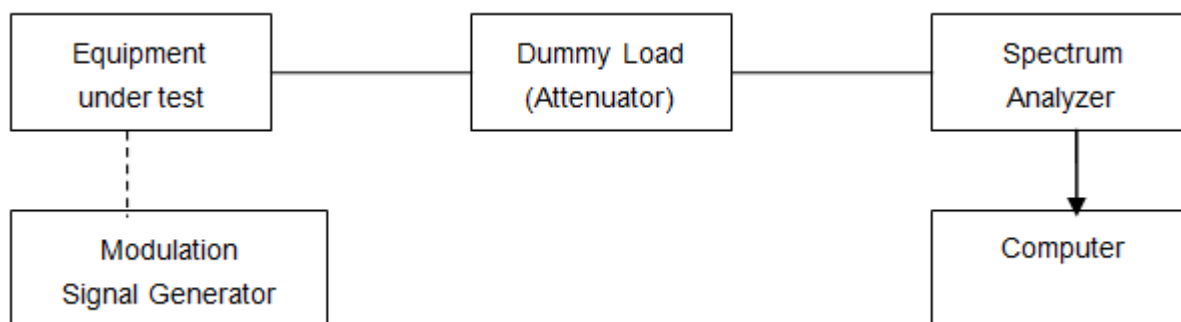 Equipment
under test
Dummy Load
(Attenuator)
Spectrum
Analyzer
Modulation
Signal Generator
Computer